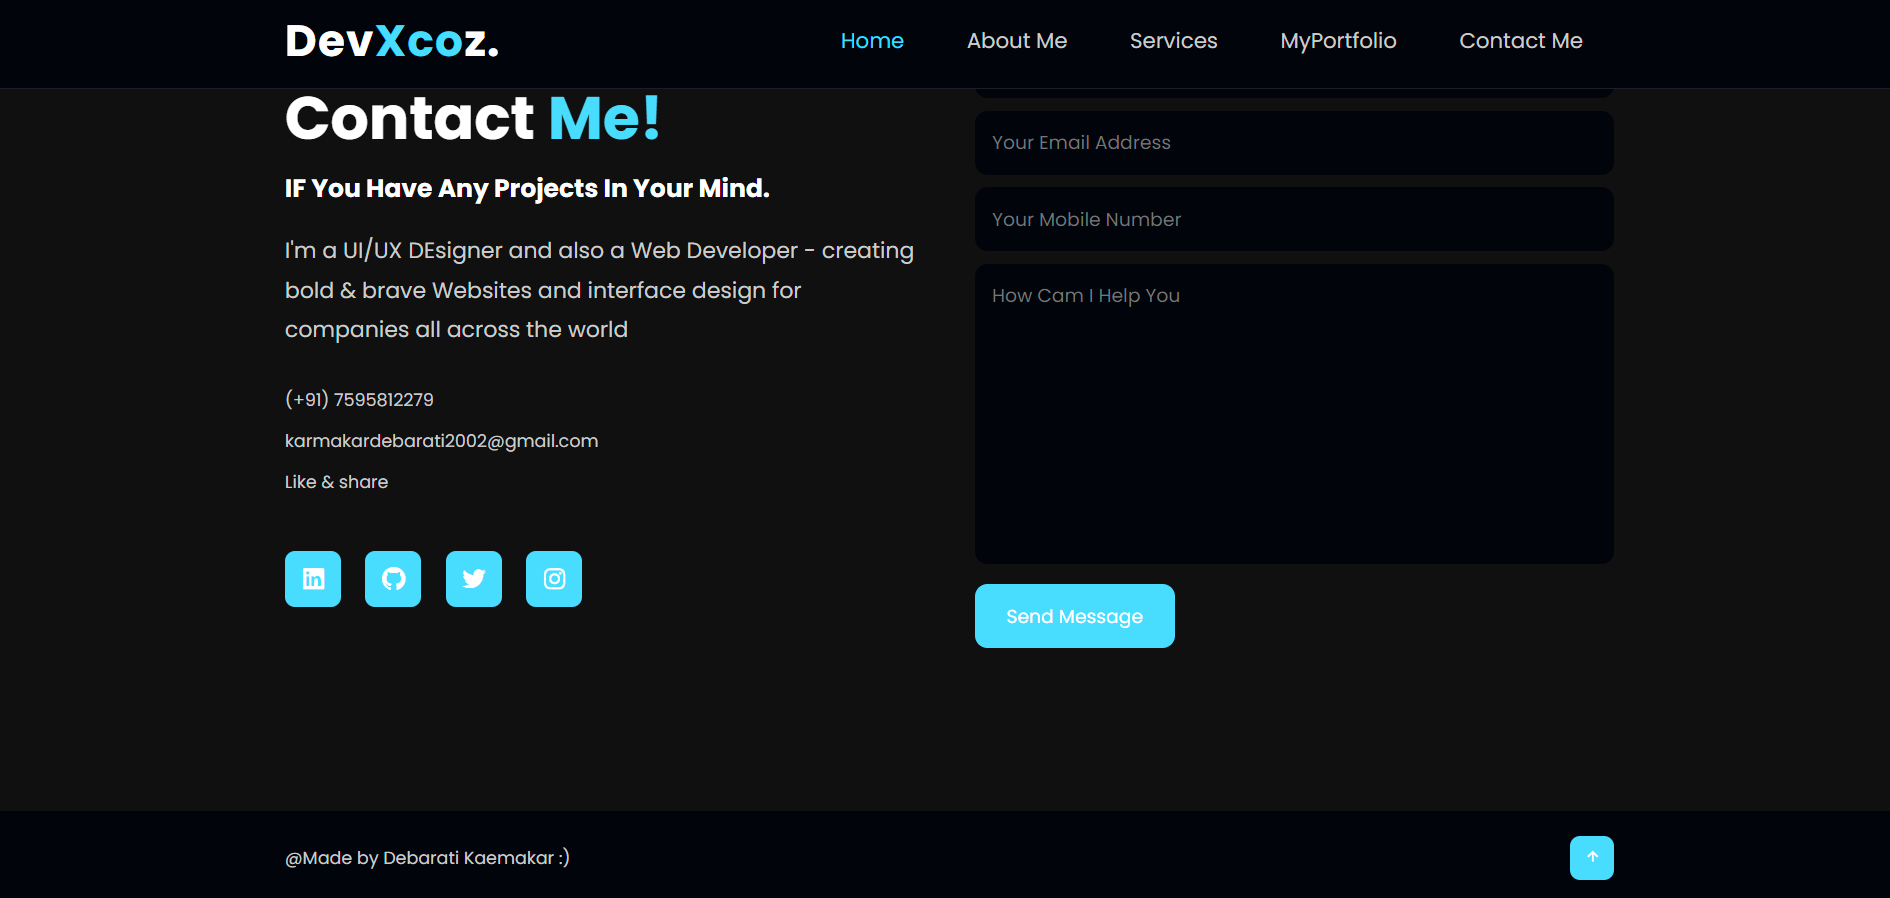 DevXcoz.
Home
About Me
Services
MyPortfolio
Contact Me
Contact Me!
IF You Have Any Projects In Your Mind.
I'm a UI/UX DEsigner and also a Web Developer - creating
bold & brave Websites and interface design for
companies all across the world
(+91) 7595812279
karmakardebarati2002@gmail.com
Like & share
Your Email Address
Your Mobile Number
How Cam I Help You
Send Message
@Made by Debarati Kaemakar :)